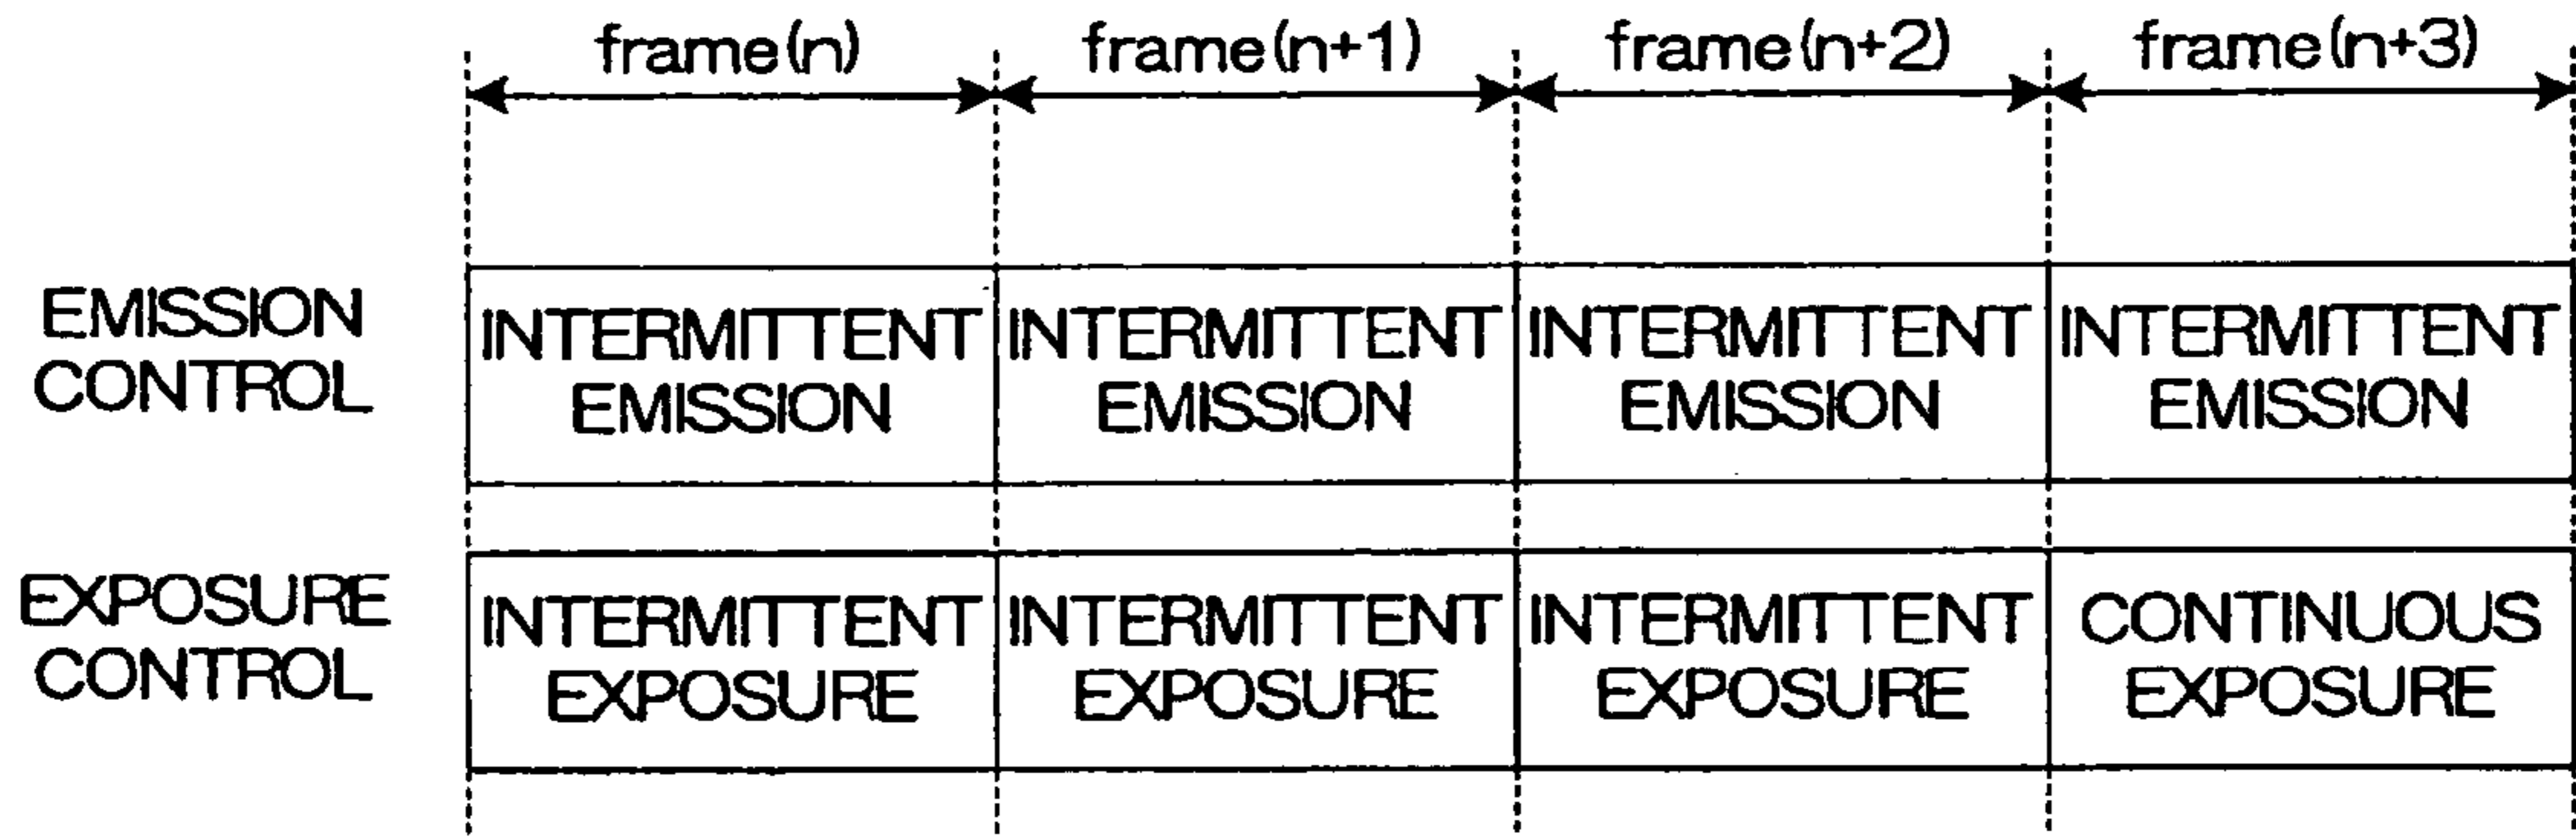 frame(n) frame(n+1) frame(n+2) frame(n+3)
EMISSION
CONTROL
INTERMITTENT
EMISSION
INTERMITTENT
EMISSION
INTERMITTENT
EMISSION
INTERMITTENT
EMISSION
EXPOSURE
CONTROL
INTERMITTENT
EXPOSURE
INTERMITTENT
EXPOSURE
INTERMITTENT
EXPOSURE
CONTINUOUS
EXPOSURE